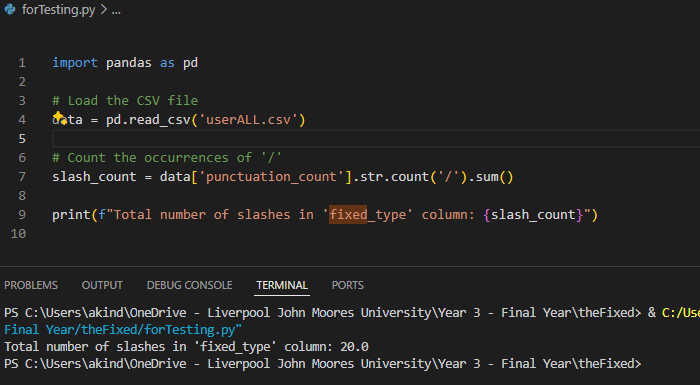 forTesting.py > ...
1 import pandas as pd
2
3 # Load the CSV file
4 data = pd.read_csv('userALL.csv')
5
6 # Count the occurrences of '/'
7 slash_count = data['punctuation_count'].str.count('/').sum()
8
9 print(f"Total number of slashes in 'fixed_type' column: {slash_count}")
10
PROBLEMS OUTPUT DEBUG CONSOLE TERMINAL PORTS
PS C:\Users\akind\OneDrive - Liverpool John Moores University\Year 3 - Final Year\theFixed> & C:/Use
Final Year/theFixed/forTesting.py"
Total number of slashes in 'fixed_type' column: 20.0
PS C:\Users\akind\OneDrive - Liverpool John Moores University\Year 3 - Final Year\theFixed>